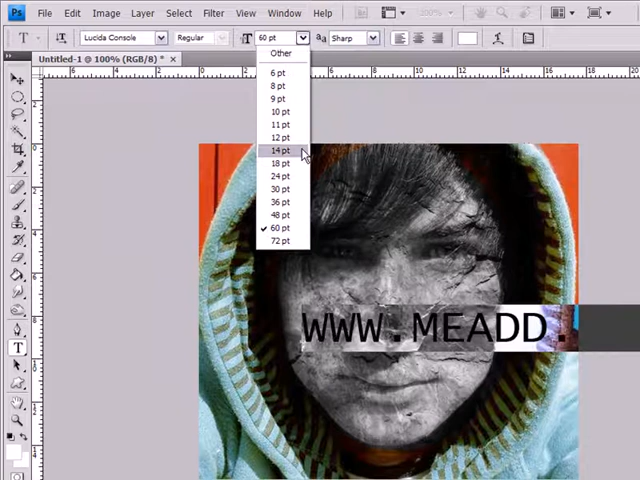 Ps File Edit Image Layer Select Filter View Window Help 200%
T Lucida Console Regular T 60 pt aa Sharp
Untitled-1 @ 100% (RGB/8) * ×
Other
6 pt
8 pt
9 pt
10 pt
11 pt
12 pt
14 pt
18 pt
24 pt
30 pt
36 pt
48 pt
60 pt
72 pt
WWW.MEADD.